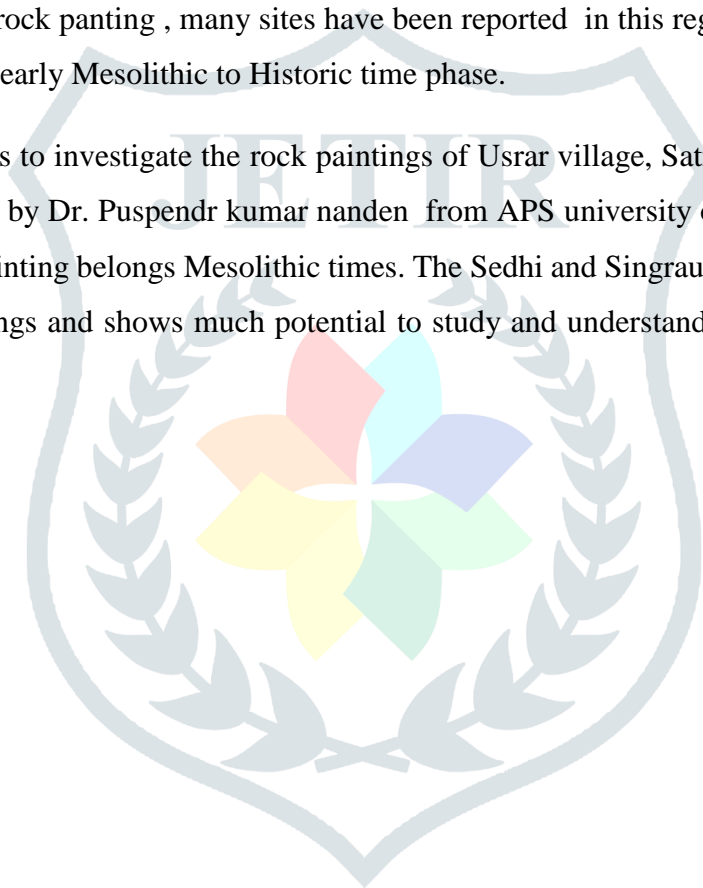 rock panting , many sites have been reported in this reg
early Mesolithic to Historic time phase.
s to investigate the rock paintings of Usrar village, Sat
by Dr. Puspendr kumar nanden from APS university
inting belongs Mesolithic times. The Sedhi and Singrau
ngs and shows much potential to study and understand
JETIR